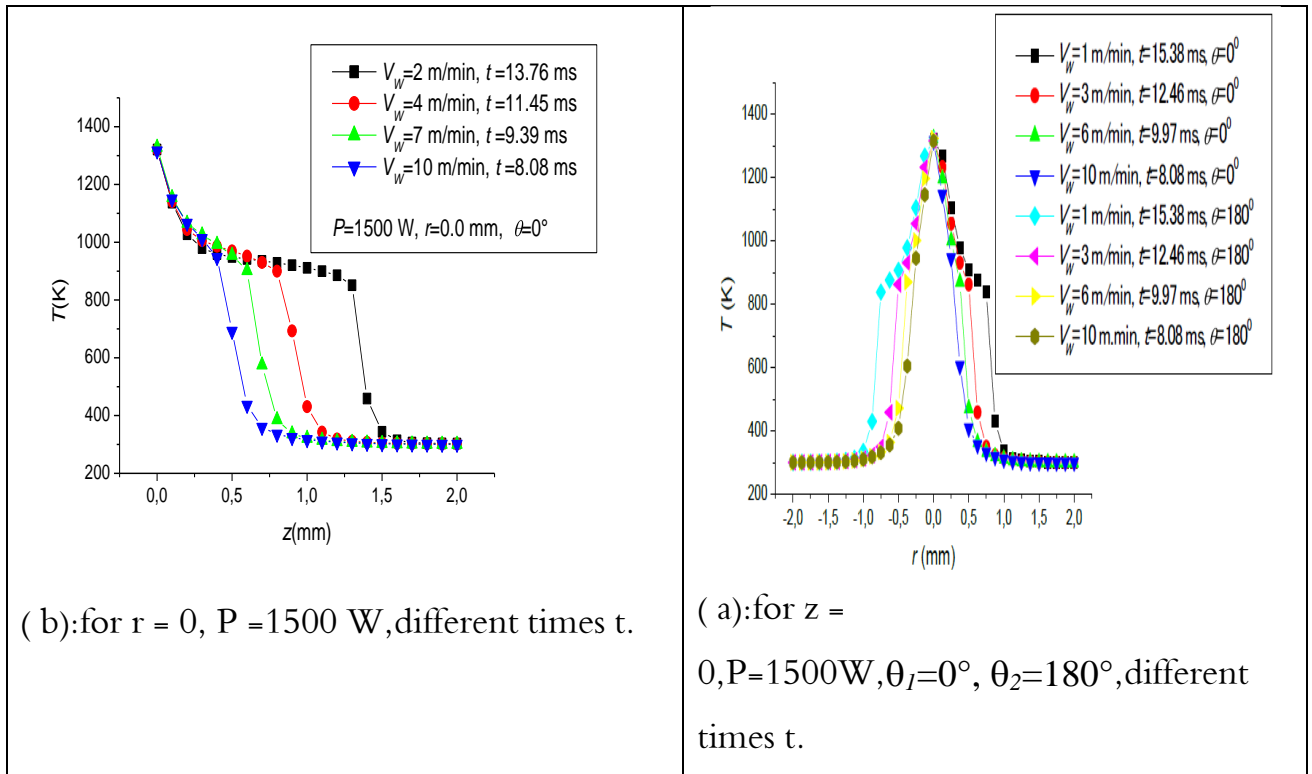 V_W=2 m/min, t =13.76 ms
V_W=4 m/min, t =11.45 ms
V_W=7 m/min, t =9.39 ms
V_W=10 m/min, t =8.08 ms
P=1500 W, r=0.0 mm, θ=0°
1400
1200
1000
800
600
400
200
T(K)
0,0 0,5 1,0 1,5 2,0
z(mm)
( b):for r = 0, P =1500 W,different times t.
V_W=1 m/min, t=15.38 ms, θ=0⁰
V_W=3 m/min, t=12.46 ms, θ=0⁰
V_W=6 m/min, t=9.97 ms, θ=0⁰
V_W=10 m/min, t=8.08 ms, θ=0⁰
V_W=1 m/min, t=15.38 ms, θ=180⁰
V_W=3 m/min, t=12.46 ms, θ=180⁰
V_W=6 m/min, t=9.97 ms, θ=180⁰
V_W=10 m.min, t=8.08 ms, θ=180⁰
1400
1200
1000
800
600
400
300
200
T (K)
-2,0 -1,5 -1,0 -0,5 0,0 0,5 1,0 1,5 2,0
r (mm)
( a):for z =
0,P=1500W,θ₁=0°, θ₂=180°,different
times t.